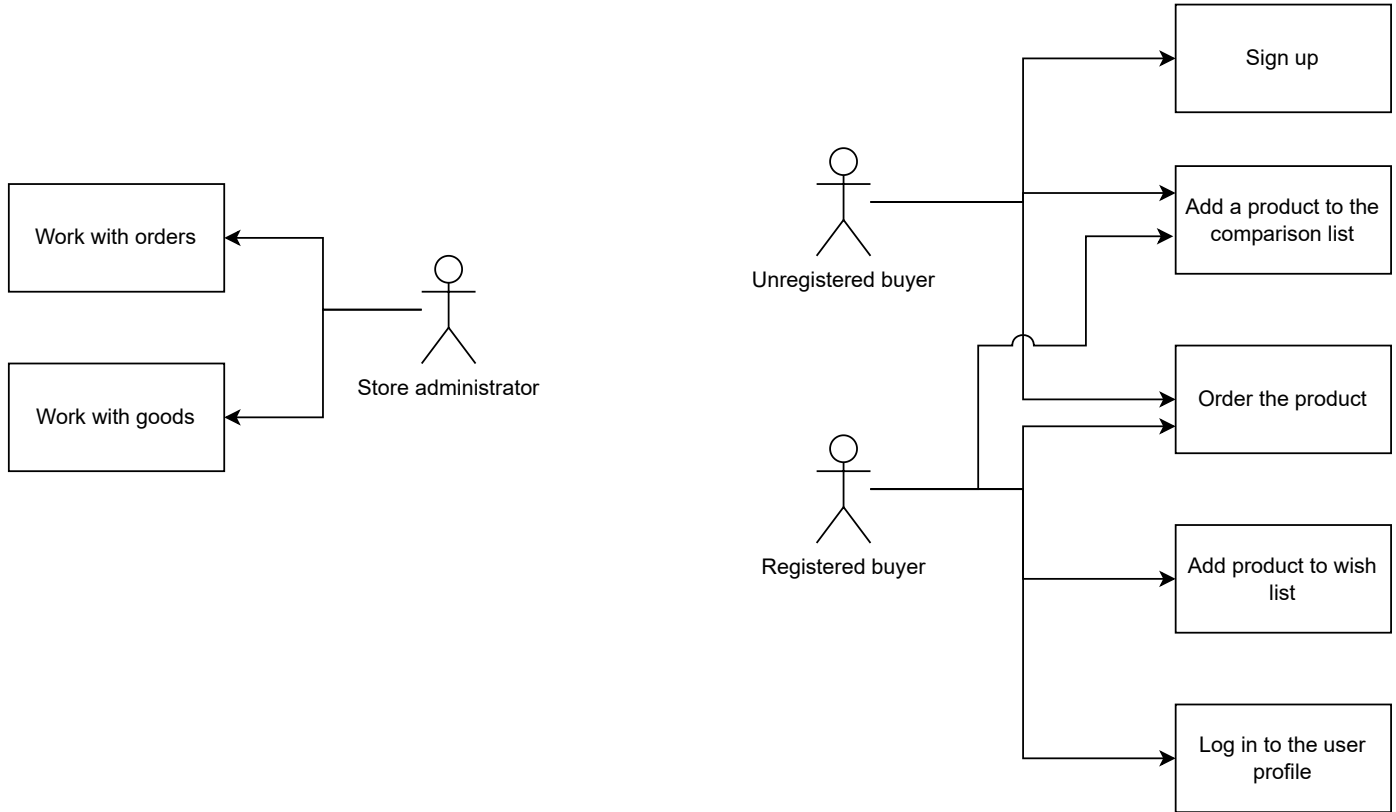 Sign up
Add a product to the
comparison list
Unregistered buyer
Work with orders
Store administrator
Work with goods
Order the product
Registered buyer
Add product to wish
list
Log in to the user
profile